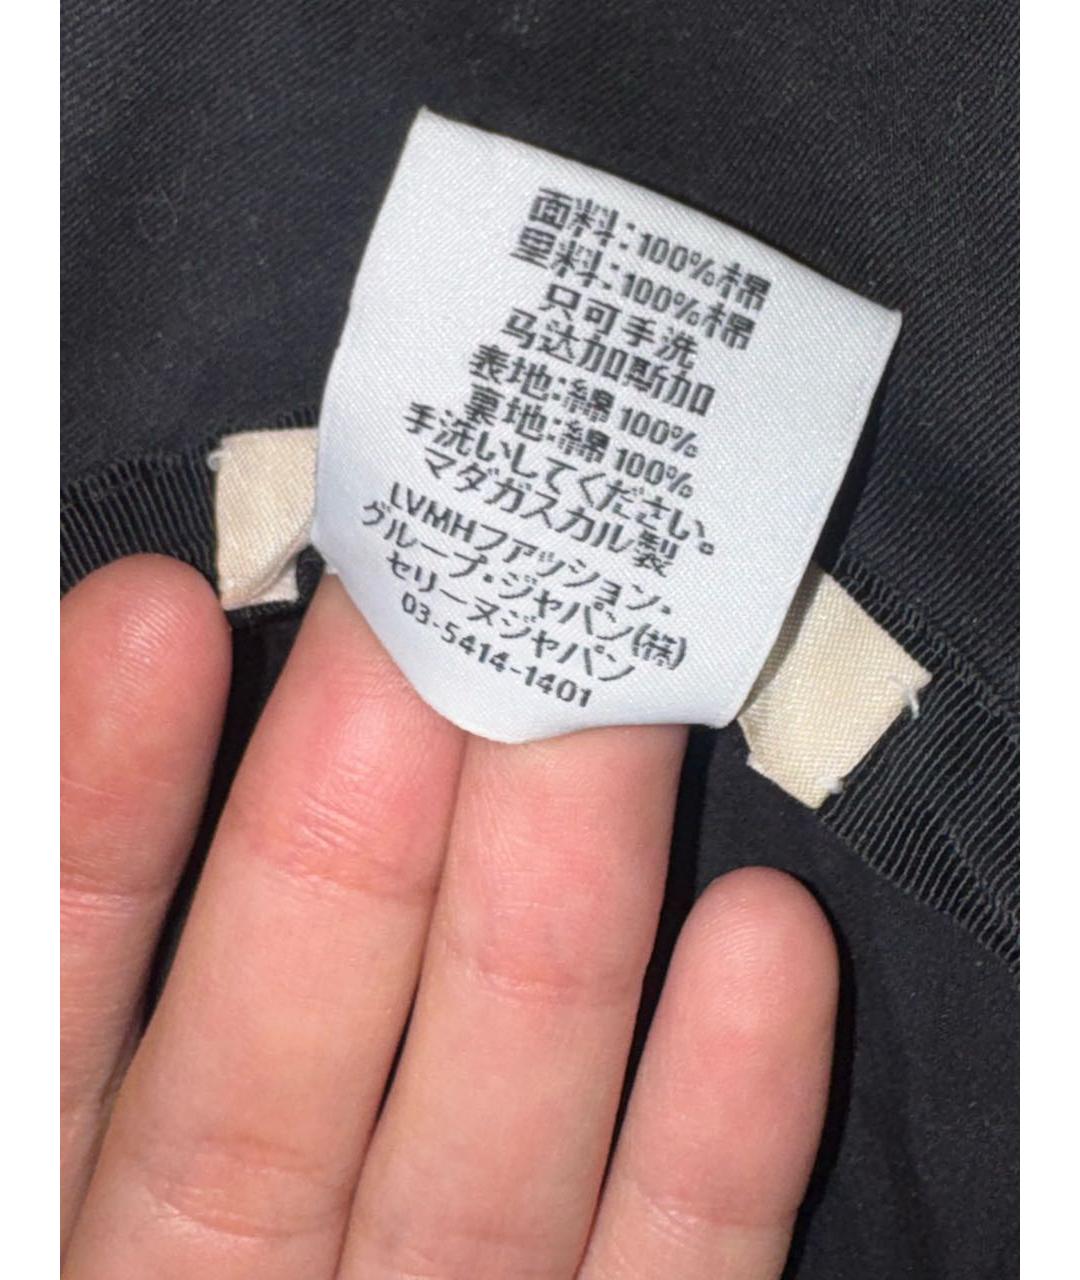 面料:100%棉
里料:100%棉
只可手洗
马达加斯加
表地:綿 100%
裏地:綿 100%
手洗いしてください。
マダガスカル製
LVMHファッション・
グループ・ジャパン(株)
セリーヌジャパン
03-5414-1401